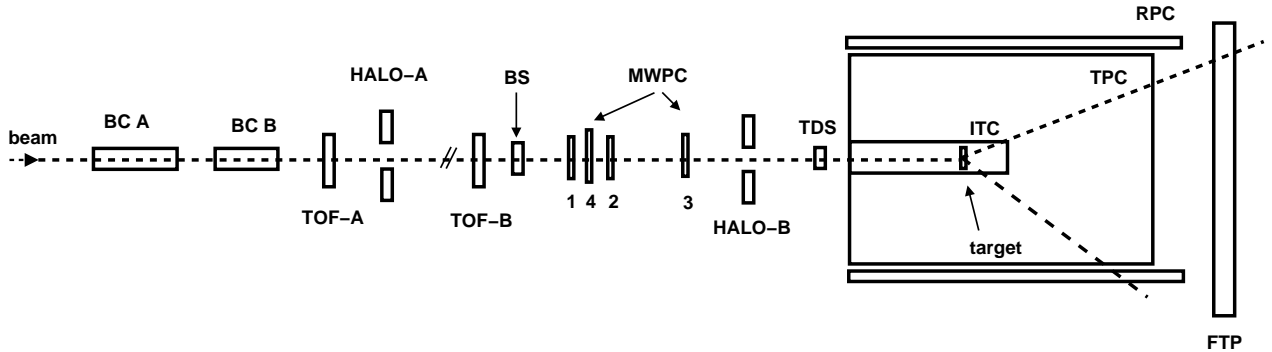 RPC
HALO–A
BS
MWPC
TPC
BC A
BC B
TDS
ITC
beam
TOF–A
TOF–B
1
4
2
3
HALO–B
target
FTP